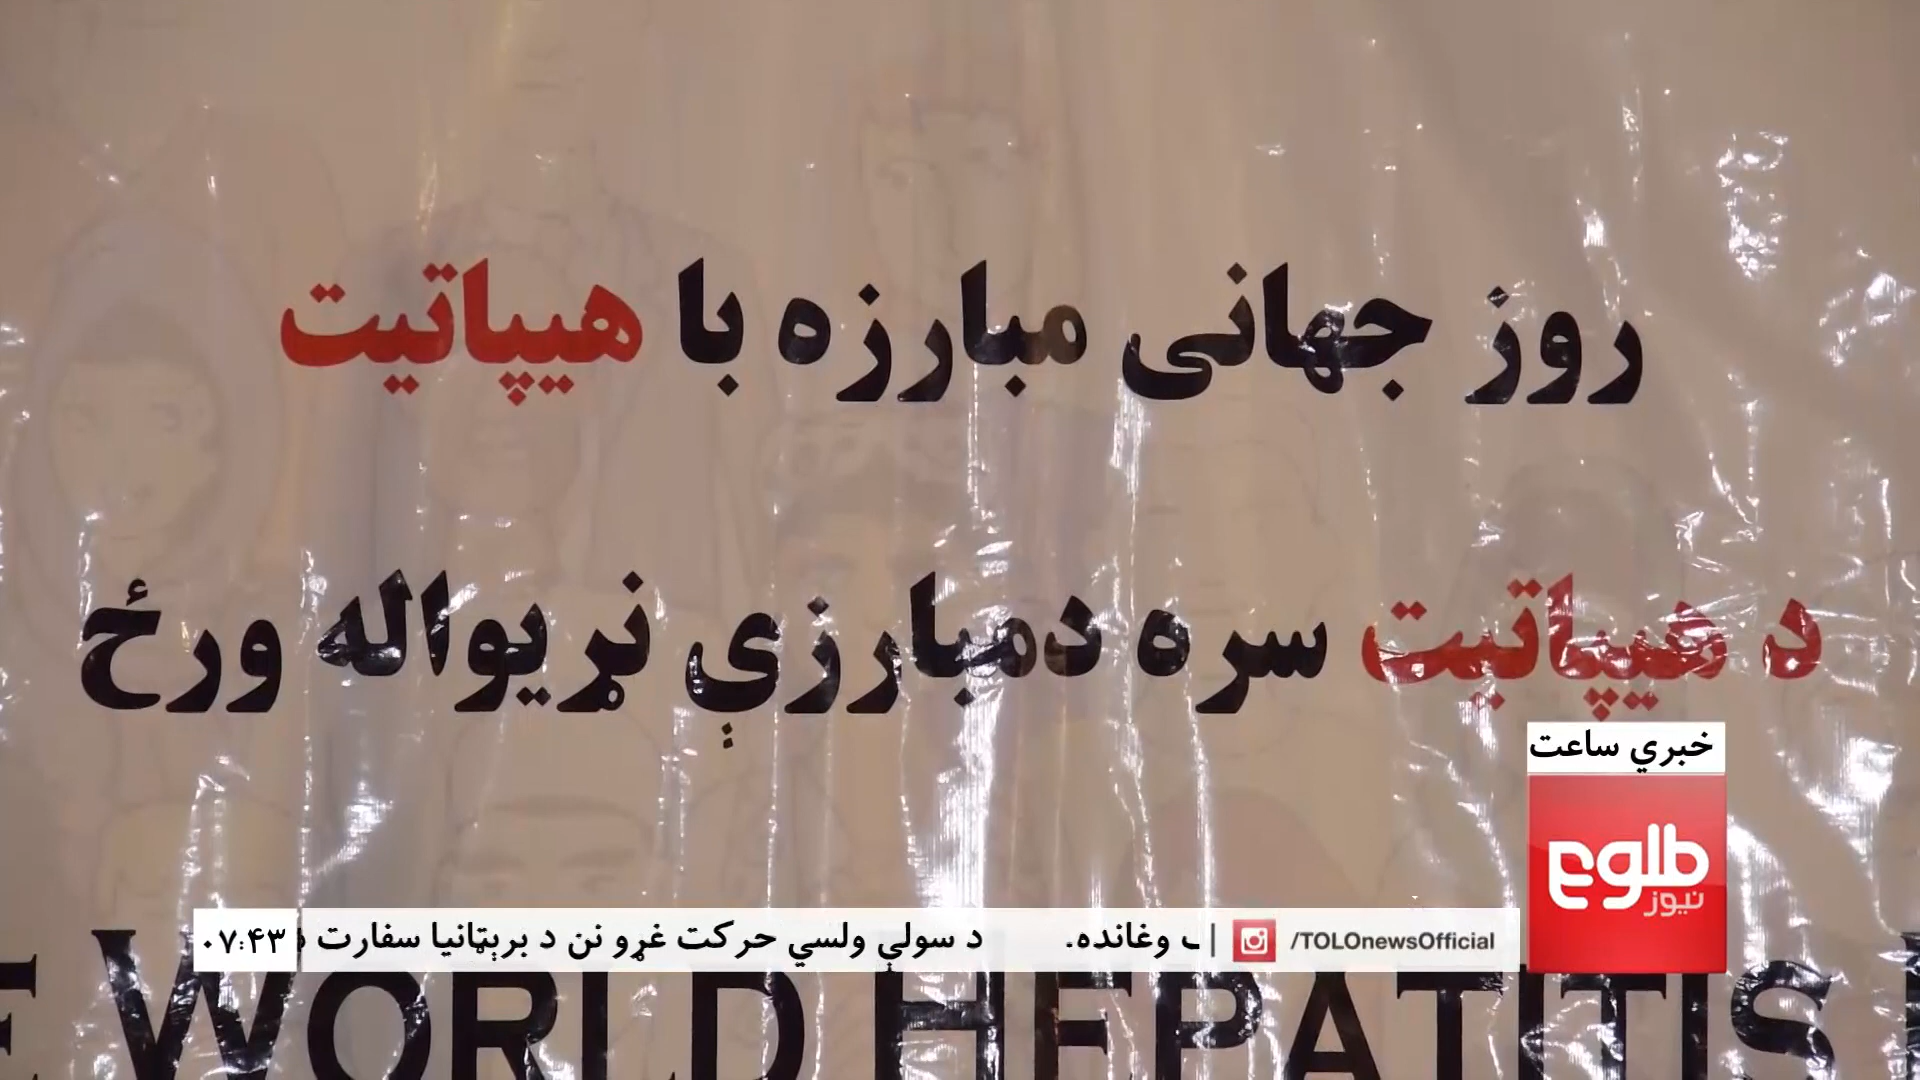 روز جهانی مبارزه با هیپاتیت
د هیپاتیت سره دمبارزې نړیواله ورځ
خبري ساعت
طلوع
نیوز
۰۷:۴۳
د سولې ولسي حرکت غړو نن د بریټانیا سفارت
وغانده.
/TOLOnewsOfficial
WORLD HEPATITIS